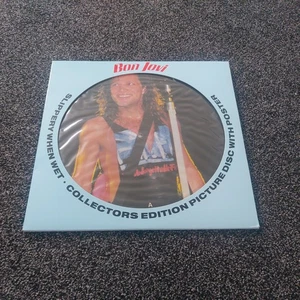 Bon Jovi
SLIPPERY WHEN WET · COLLECTORS EDITION PICTURE DISC WITH POSTER
A